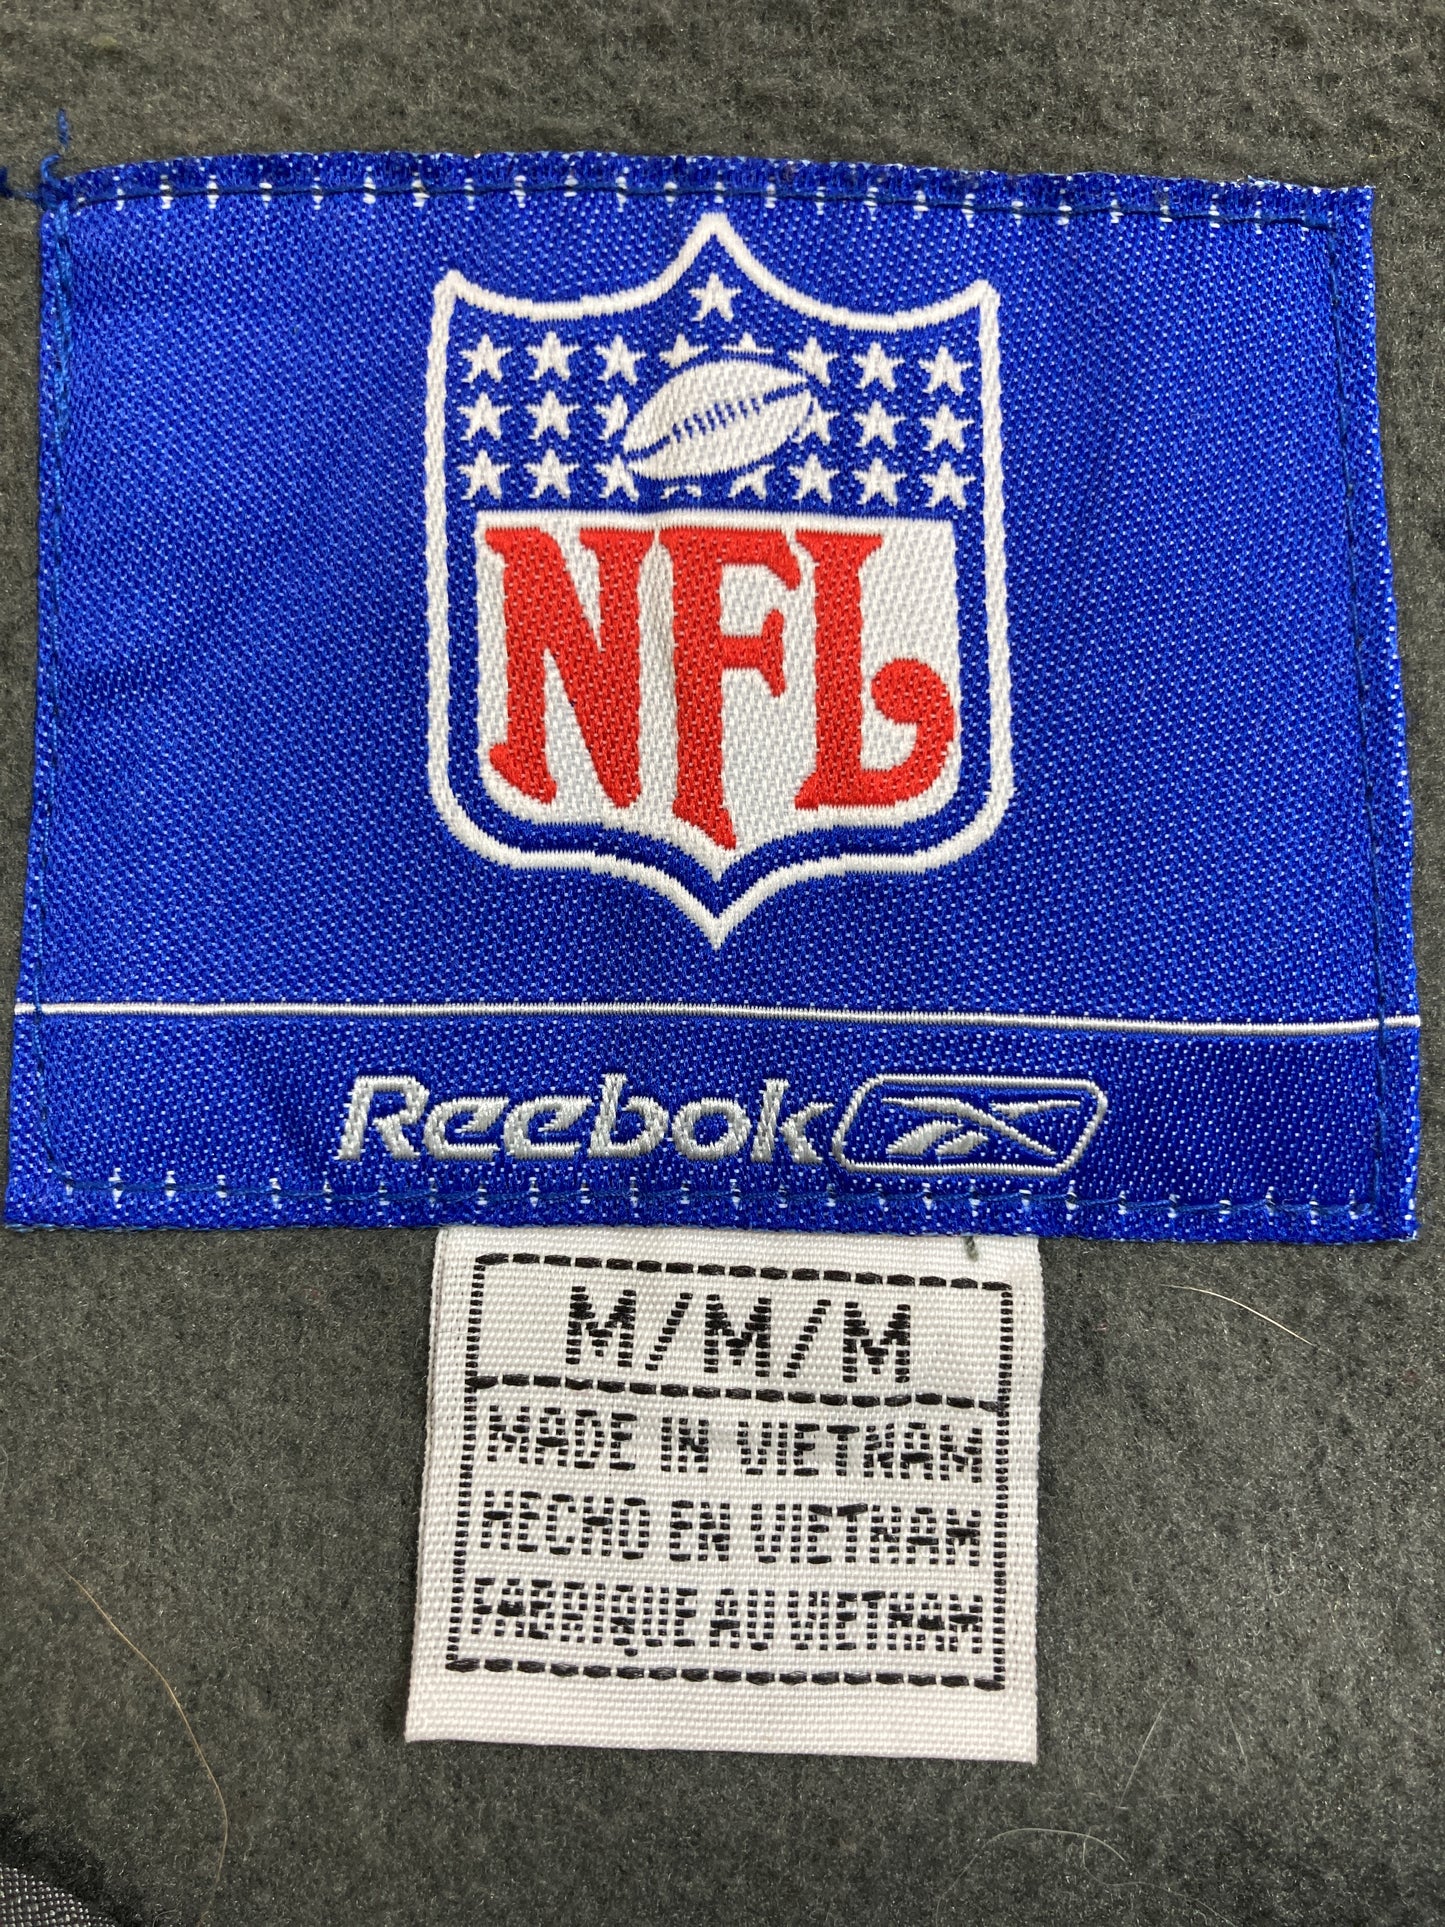 NFL
Reebok
M/M/M
MADE IN VIETNAM
HECHO EN VIETNAM
FABRIQUE AU VIETNAM